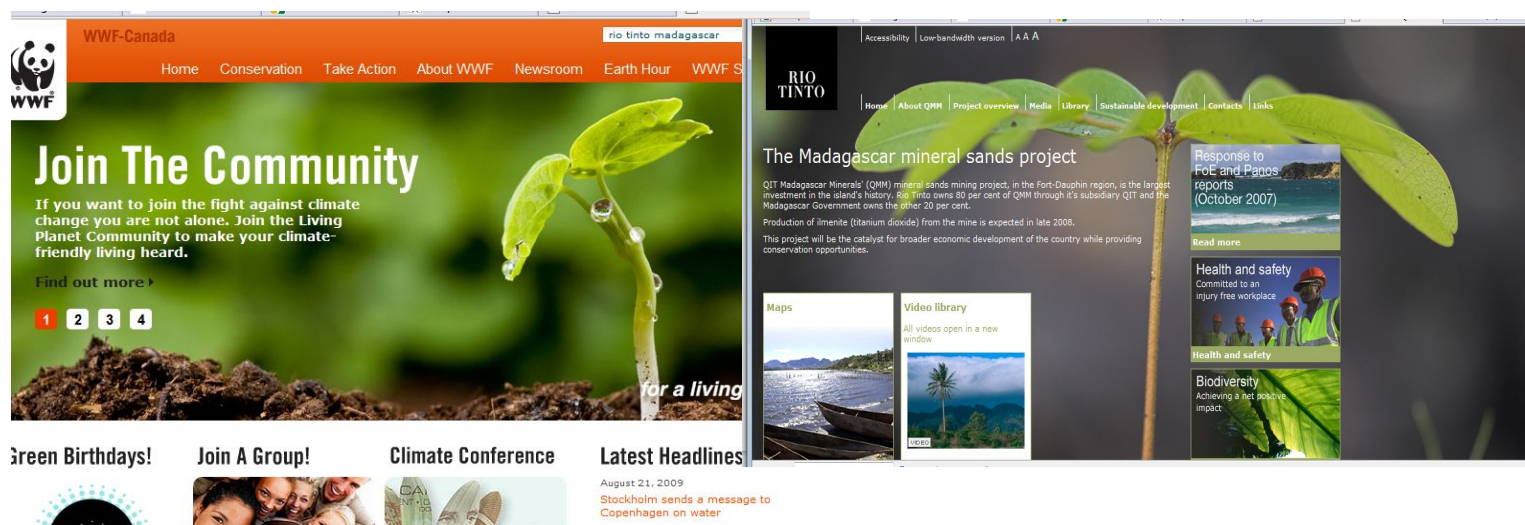 WWF-Canada
rio tinto madagascar
Home Conservation Take Action About WWF Newsroom Earth Hour WWF S
WWF
Join The Community
If you want to join the fight against climate
change you are not alone. Join the Living
Planet Community to make your climate-
friendly living heard.
Find out more
1 2 3 4
for a living
Green Birthdays!
Join A Group!
Climate Conference
Latest Headlines
August 21, 2009
Stockholm sends a message to
Copenhagen on water
Accessibility Low-bandwidth version A A A
RIO
TINTO
Home About QMM Project overview Media Library Sustainable development Contacts Links
The Madagascar mineral sands project
QIT Madagascar Minerals' (QMM) mineral sands mining project, in the Fort-Dauphin region, is the largest
investment in the island's history. Rio Tinto owns 80 per cent of QMM through it's subsidiary QIT and the
Madagascar Government owns the other 20 per cent.
Production of ilmenite (titanium dioxide) from the mine is expected in late 2008.
This project will be the catalyst for broader economic development of the country while providing
conservation opportunities.
Maps
Video library
All videos open in a new
window
VIDEO
Response to
FoE and Panos
reports
(October 2007)
Read more
Health and safety
Committed to an
injury free workplace
Health and safety
Biodiversity
Achieving a net positive
impact